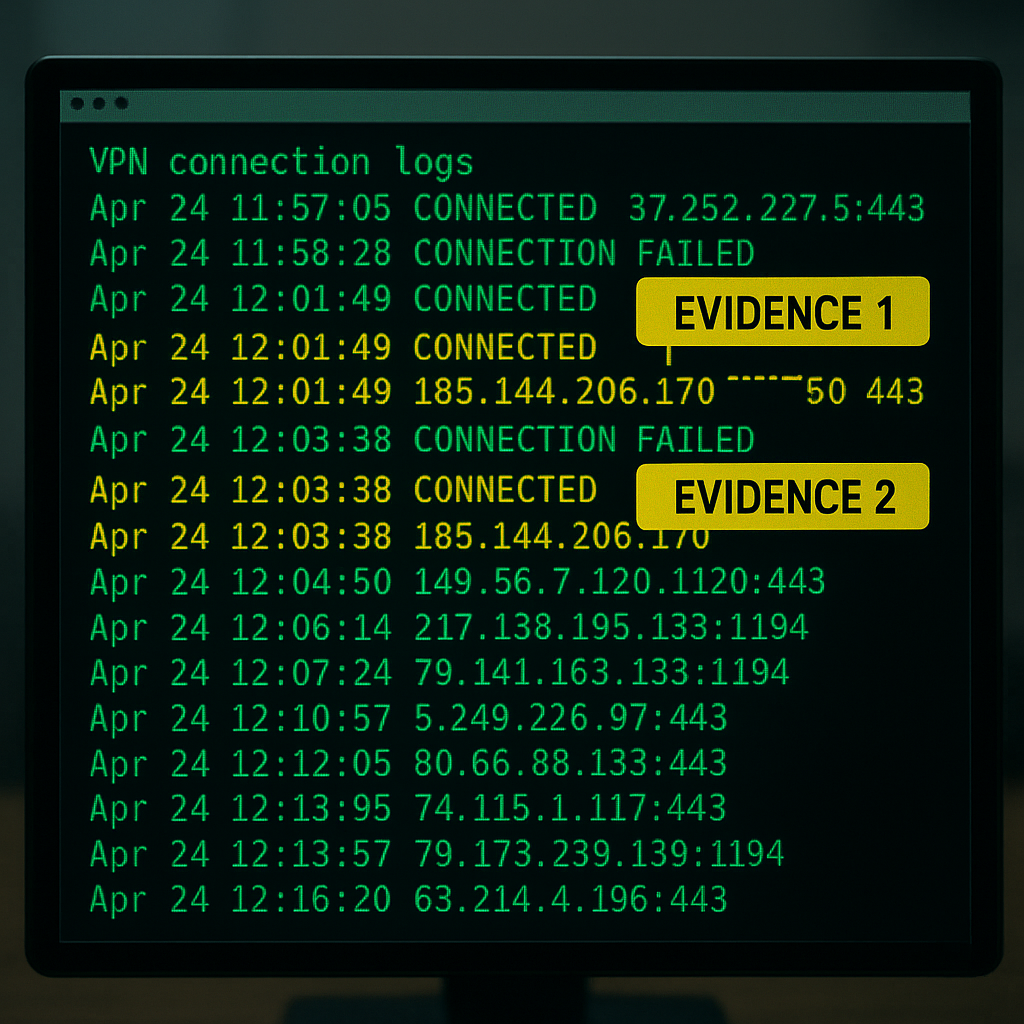 VPN connection logs
Apr 24 11:57:05 CONNECTED 37.252.227.5:443
Apr 24 11:58:28 CONNECTION FAILED
Apr 24 12:01:49 CONNECTED
EVIDENCE 1
Apr 24 12:01:49 CONNECTED
Apr 24 12:01:49 185.144.206.170 50 443
Apr 24 12:03:38 CONNECTION FAILED
Apr 24 12:03:38 CONNECTED
EVIDENCE 2
Apr 24 12:03:38 185.144.206.170
Apr 24 12:04:50 149.56.7.120.1120:443
Apr 24 12:06:14 217.138.195.133:1194
Apr 24 12:07:24 79.141.163.133:1194
Apr 24 12:10:57 5.249.226.97:443
Apr 24 12:12:05 80.66.88.133:443
Apr 24 12:13:95 74.115.1.117:443
Apr 24 12:13:57 79.173.239.139:1194
Apr 24 12:16:20 63.214.4.196:443